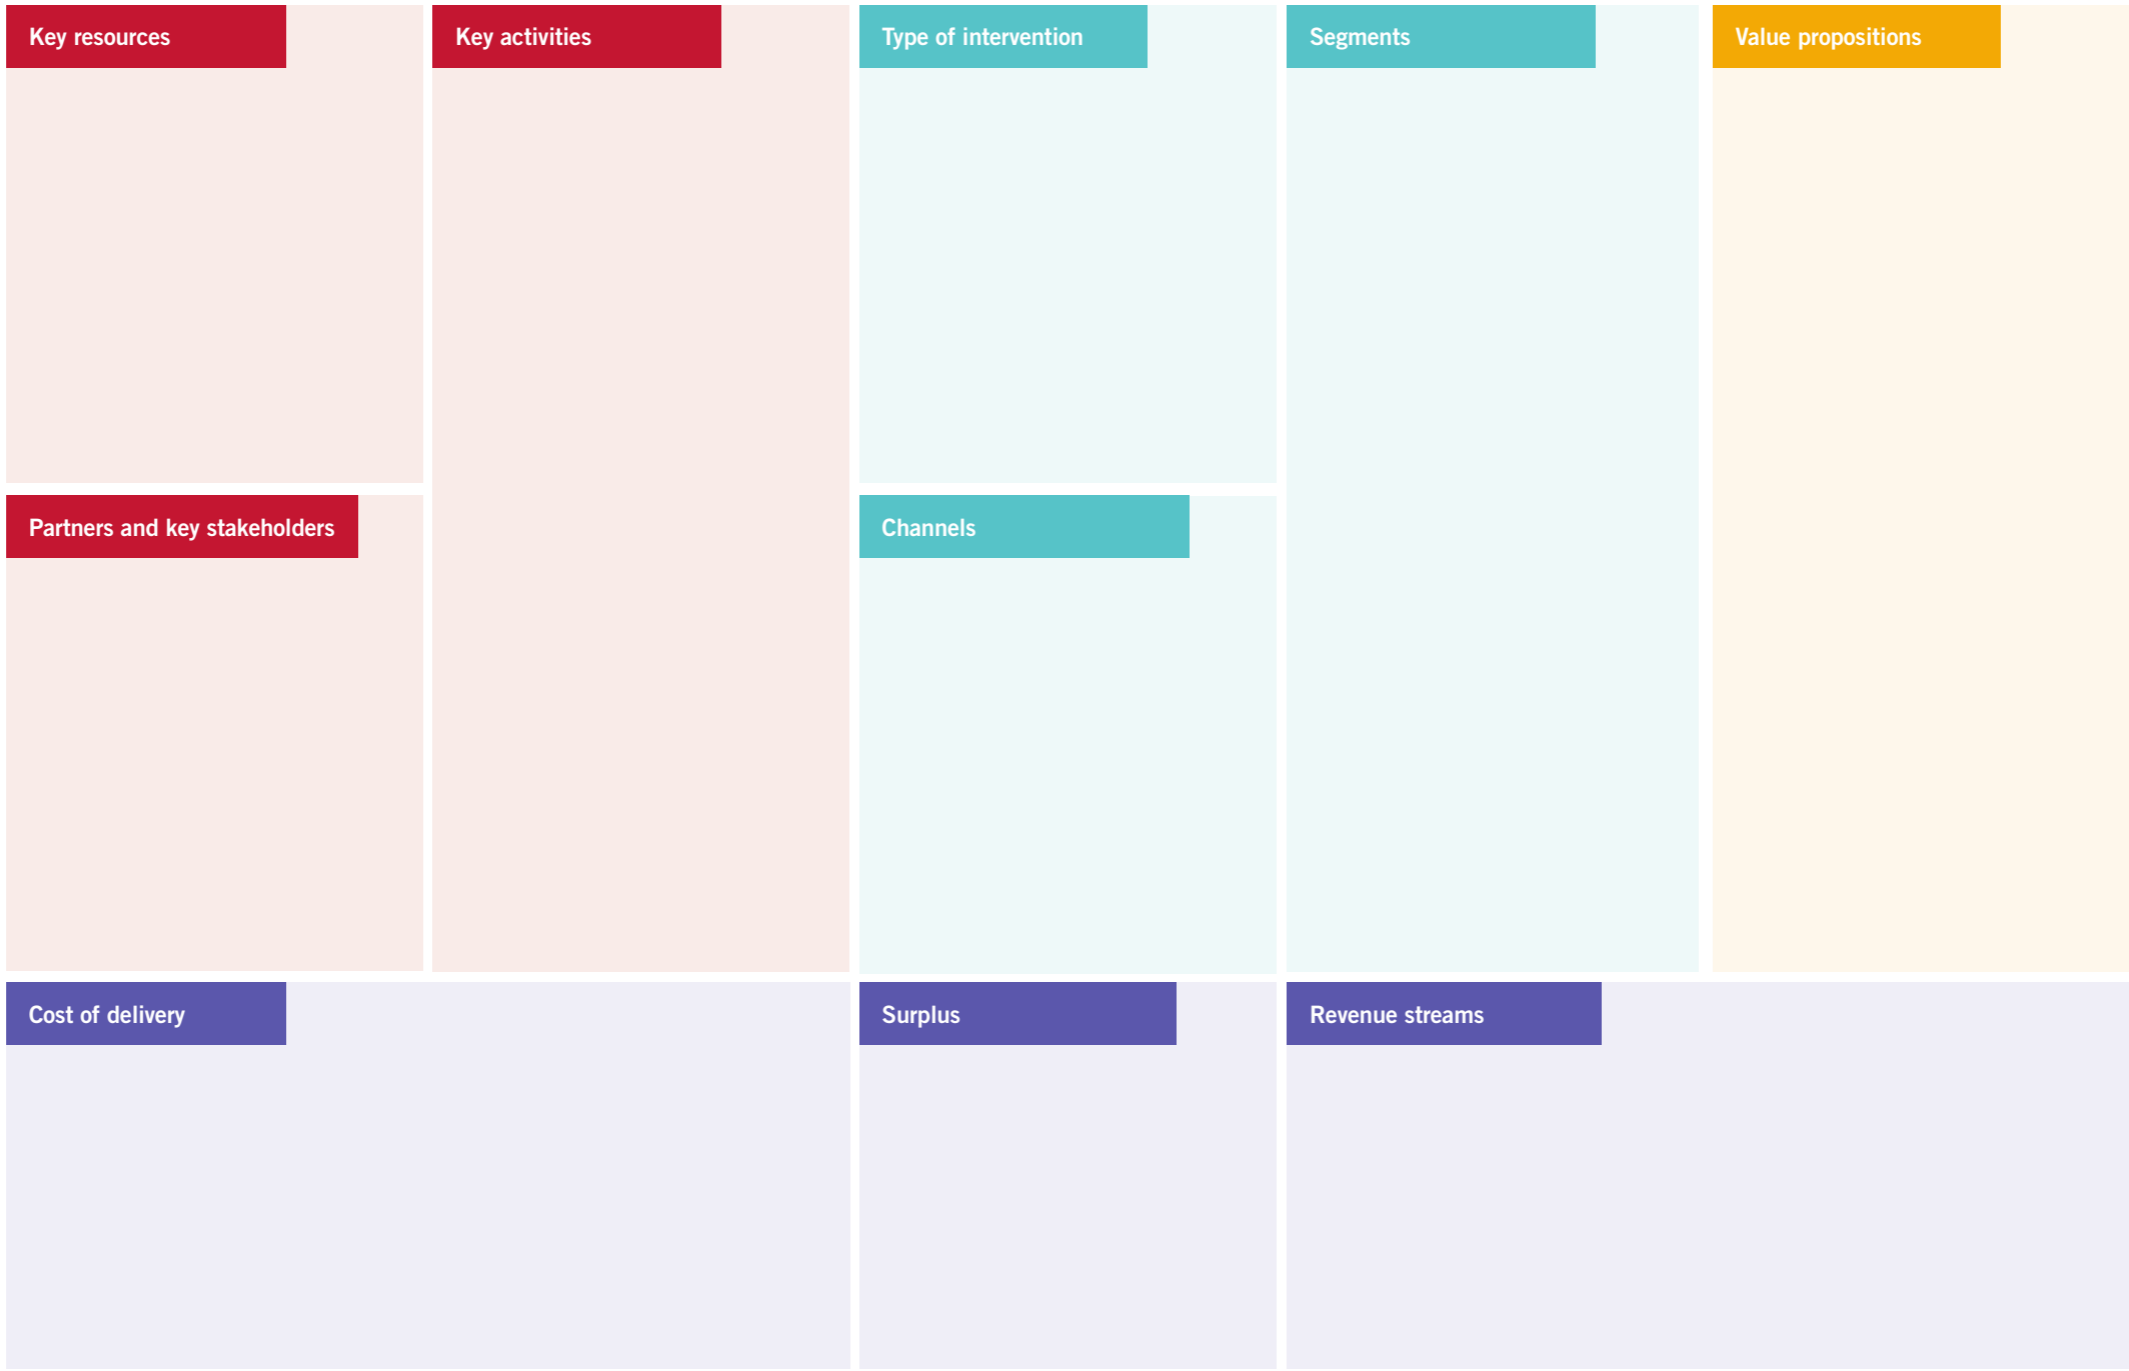 Key resources
Key activities
Type of intervention
Segments
Value propositions
Partners and key stakeholders
Channels
Cost of delivery
Surplus
Revenue streams